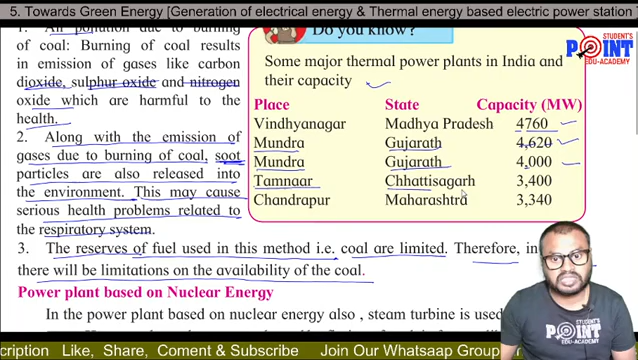 5. Towards Green Energy [Generation of electrical energy & Thermal energy based electric power station
1. Air pollution due to burning
of coal: Burning of coal results
in emission of gases like carbon
dioxide, sulphur oxide and nitrogen
oxide which are harmful to the
health.
2. Along with the emission of
gases due to burning of coal, soot
particles are also released into
the environment. This may cause
serious health problems related to
the respiratory system.
Do you know?
Some major thermal power plants in India and
their capacity
Place State Capacity (MW)
Vindhyanagar Madhya Pradesh 4760
Mundra Gujarath 4,620
Mundra Gujarath 4,000
Tamnaar Chhattisagarh 3,400
Chandrapur Maharashtra 3,340
3. The reserves of fuel used in this method i.e. coal are limited. Therefore, in
there will be limitations on the availability of the coal.
Power plant based on Nuclear Energy
In the power plant based on nuclear energy also , steam turbine is used
STUDENT'S
POINT
EDU-ACADEMY
STUDENT'S
POINT
EDU-ACADEMY
cription Like, Share, Coment & Subscribe Join Our Whatsaap Group